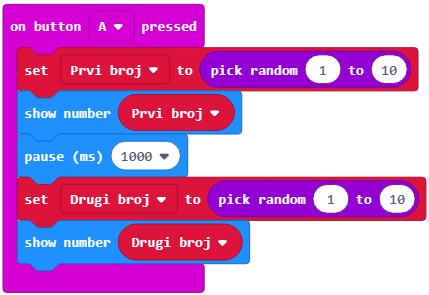 on button A pressed
set Prvi broj to pick random 1 to 10
show number Prvi broj
pause (ms) 1000
set Drugi broj to pick random 1 to 10
show number Drugi broj